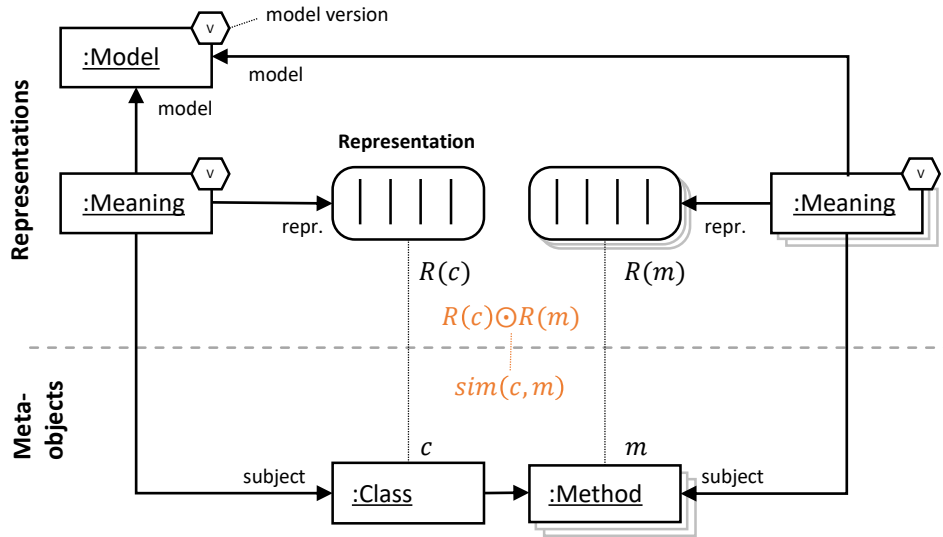 v
model version
:Model
model
model
Representations
Representation
v
:Meaning
repr.
v
:Meaning
repr.
R(c)
R(m)
R(c)⊙R(m)
sim(c,m)
Meta-
objects
c
m
subject
:Class
:Method
subject